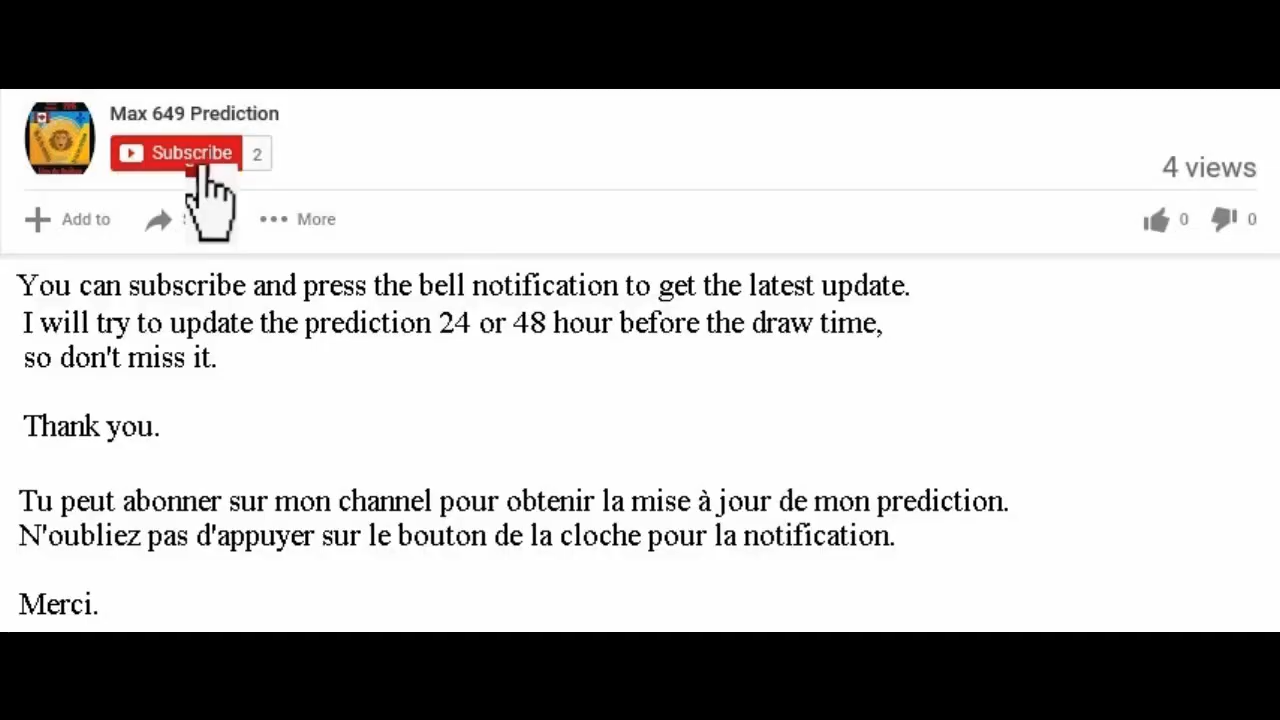 Max 649 Prediction
Subscribe 2
4 views
Add to More 0 0
You can subscribe and press the bell notification to get the latest update.
I will try to update the prediction 24 or 48 hour before the draw time,
so don't miss it.
Thank you.
Tu peut abonner sur mon channel pour obtenir la mise à jour de mon prediction.
N'oubliez pas d'appuyer sur le bouton de la cloche pour la notification.
Merci.